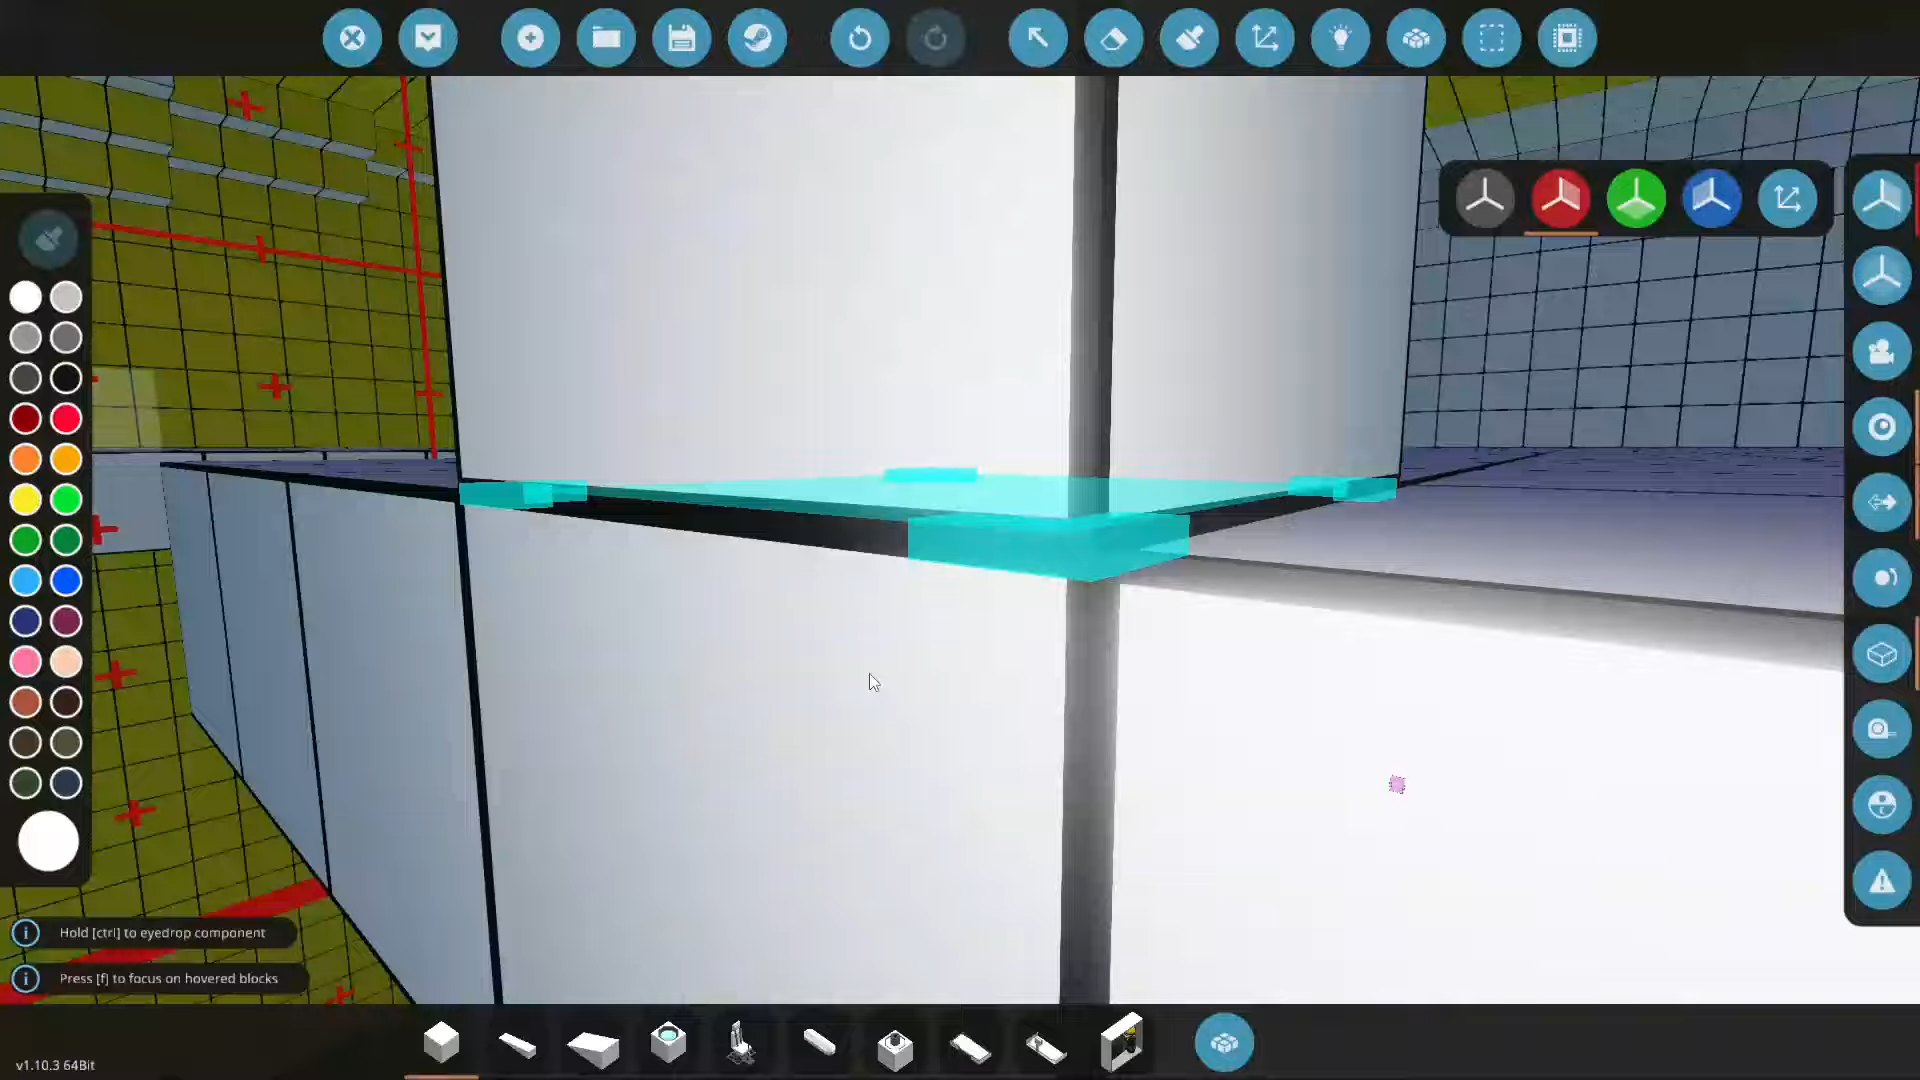 Hold [ctrl] to eyedrop component
Press [f] to focus on hovered blocks
v1.10.3 64Bit